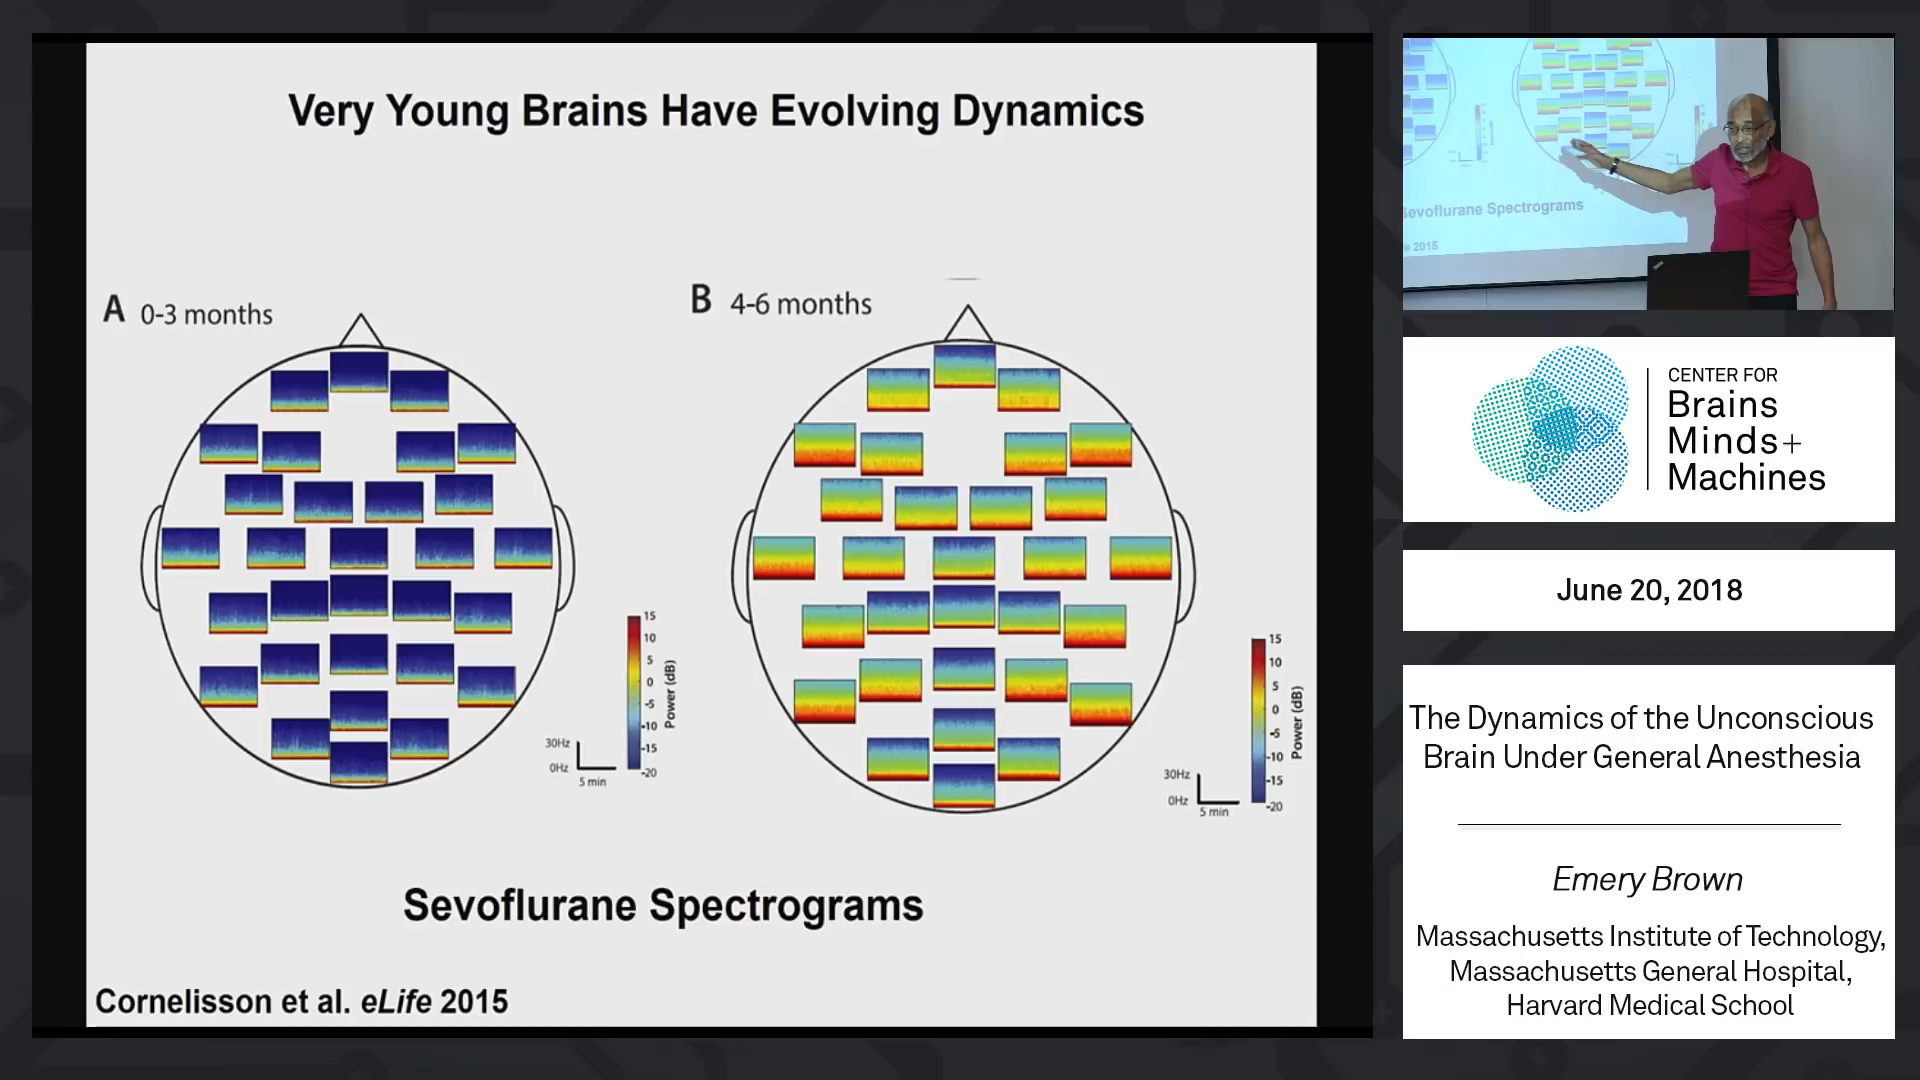 Very Young Brains Have Evolving Dynamics
A 0-3 months
15
10
5
0
-5
-10
-15
-20
Power (dB)
30Hz
0Hz
5 min
B 4-6 months
15
10
5
0
-5
-10
-15
-20
Power (dB)
30Hz
0Hz
5 min
Sevoflurane Spectrograms
Cornelisson et al. eLife 2015
Sevoflurane Spectrograms
2015
CENTER FOR
Brains
Minds+
Machines
June 20, 2018
The Dynamics of the Unconscious
Brain Under General Anesthesia
Emery Brown
Massachusetts Institute of Technology,
Massachusetts General Hospital,
Harvard Medical School